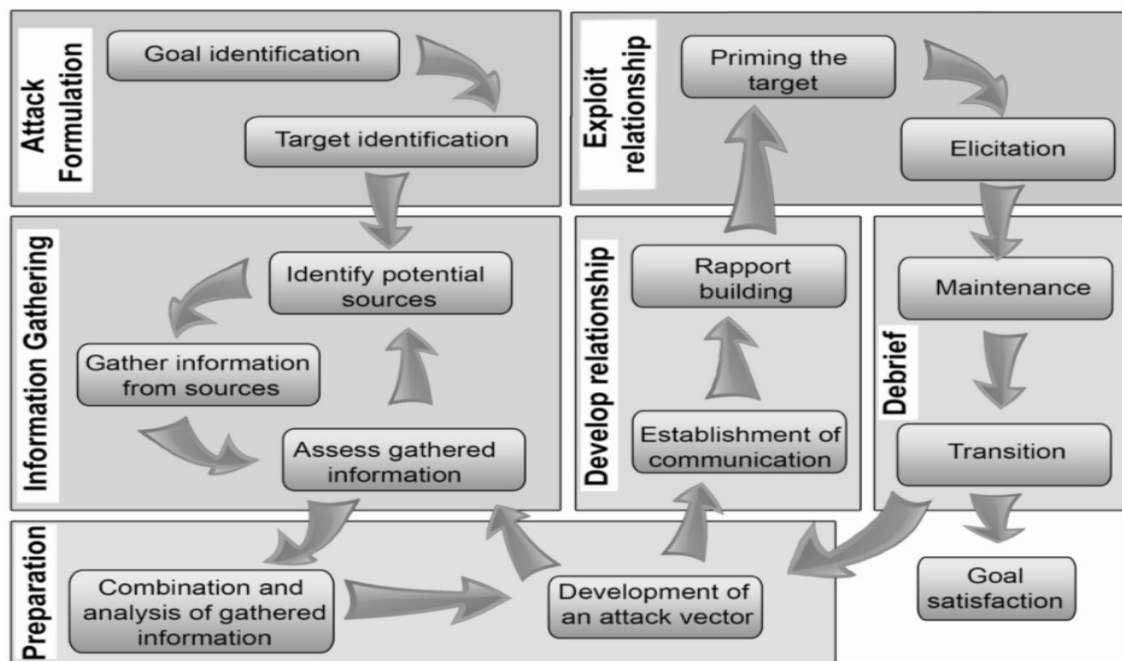 Attack
Formulation
Goal identification
Target identification
Information Gathering
Identify potential
sources
Gather information
from sources
Assess gathered
information
Preparation
Combination and
analysis of gathered
information
Development of
an attack vector
Develop relationship
Establishment of
communication
Rapport
building
Exploit
relationship
Priming the
target
Elicitation
Debrief
Maintenance
Transition
Goal
satisfaction